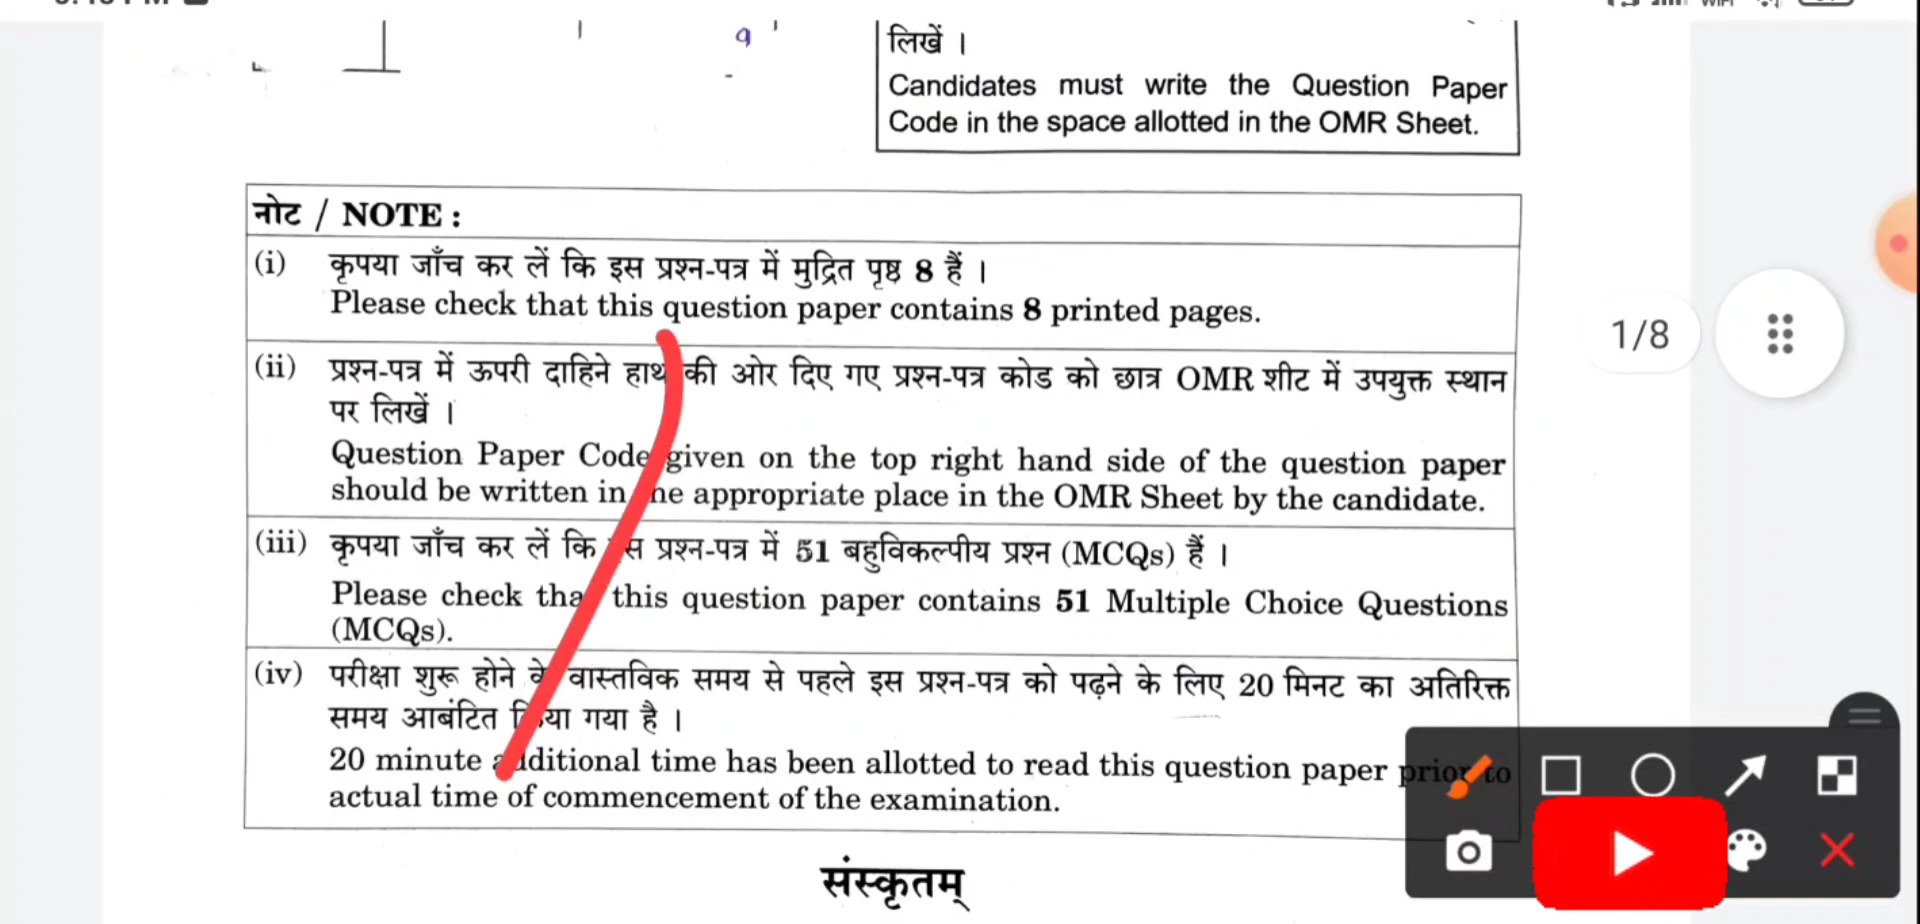 लिखें ।
Candidates must write the Question Paper
Code in the space allotted in the OMR Sheet.
नोट / NOTE :
(i) कृपया जाँच कर लें कि इस प्रश्न-पत्र में मुद्रित पृष्ठ 8 हैं ।
Please check that this question paper contains 8 printed pages.
1/8
(ii) प्रश्न-पत्र में ऊपरी दाहिने हाथ की ओर दिए गए प्रश्न-पत्र कोड को छात्र OMR शीट में उपयुक्त स्थान
पर लिखें ।
Question Paper Code given on the top right hand side of the question paper
should be written in the appropriate place in the OMR Sheet by the candidate.
(iii) कृपया जाँच कर लें कि इस प्रश्न-पत्र में 51 बहुविकल्पीय प्रश्न (MCQs) हैं ।
Please check that this question paper contains 51 Multiple Choice Questions
(MCQs).
(iv) परीक्षा शुरू होने के वास्तविक समय से पहले इस प्रश्न-पत्र को पढ़ने के लिए 20 मिनट का अतिरिक्त
समय आबंटित किया गया है ।
20 minute additional time has been allotted to read this question paper prior to
actual time of commencement of the examination.
संस्कृतम्